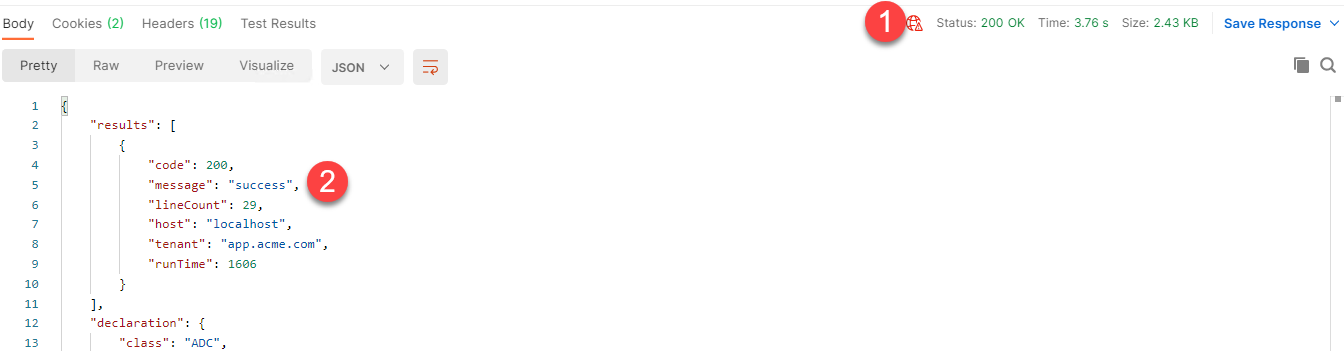 Body Cookies (2) Headers (19) Test Results 1 Status: 200 OK Time: 3.76 s Size: 2.43 KB Save Response
Pretty Raw Preview Visualize JSON
1 {
2 "results": [
3 {
4 "code": 200,
5 "message": "success", 2
6 "lineCount": 29,
7 "host": "localhost",
8 "tenant": "app.acme.com",
9 "runTime": 1606
10 }
11 ],
12 "declaration": {
13 "class": "ADC",